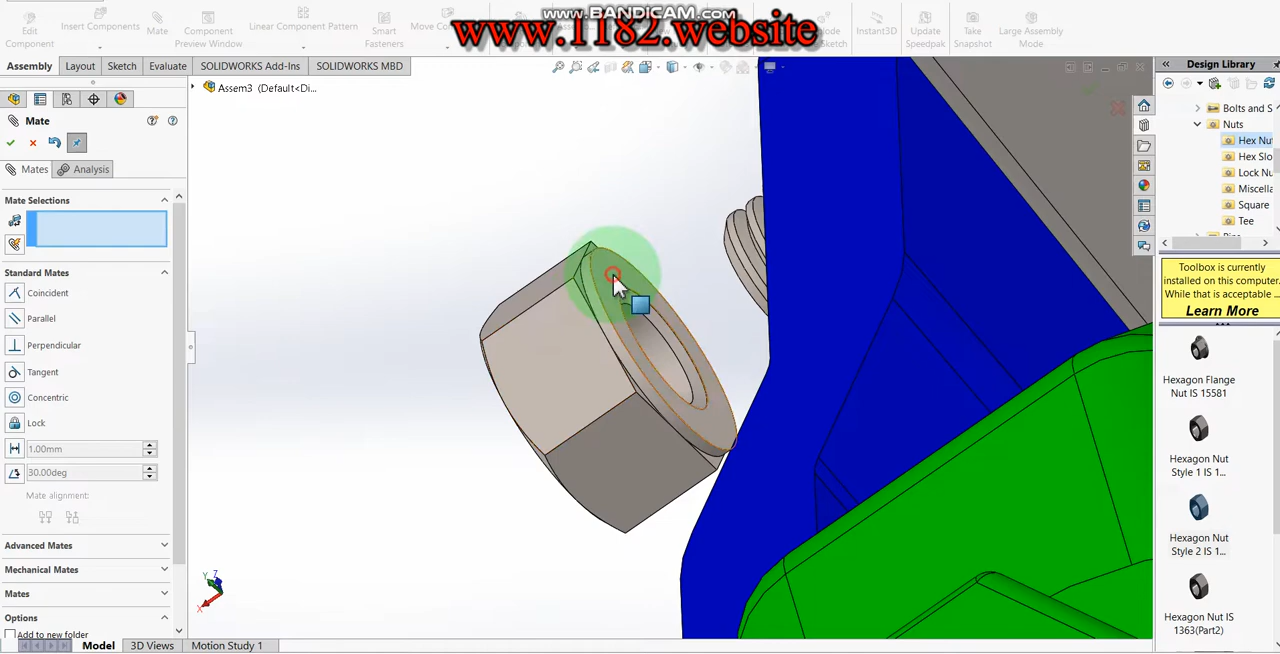 www.BANDICAM.com
www.1182.website
Edit Component
Insert Components
Mate
Component Preview Window
Linear Component Pattern
Smart Fasteners
Move Co
Instant3D
Update Speedpak
Take Snapshot
Large Assembly Mode
Assembly
Layout
Sketch
Evaluate
SOLIDWORKS Add-Ins
SOLIDWORKS MBD
Assem3 (Default<Di...
Mate
Mates
Analysis
Mate Selections
Standard Mates
Coincident
Parallel
Perpendicular
Tangent
Concentric
Lock
1.00mm
30.00deg
Mate alignment:
Advanced Mates
Mechanical Mates
Mates
Options
Add to new folder
Y
Z
X
Model
3D Views
Motion Study 1
Design Library
Bolts and S
Nuts
Hex Nu
Hex Slo
Lock Nu
Miscella
Square
Tee
Toolbox is currently
installed on this computer.
While that is acceptable ...
Learn More
Hexagon Flange
Nut IS 15581
Hexagon Nut
Style 1 IS 1...
Hexagon Nut
Style 2 IS 1...
Hexagon Nut IS
1363(Part2)